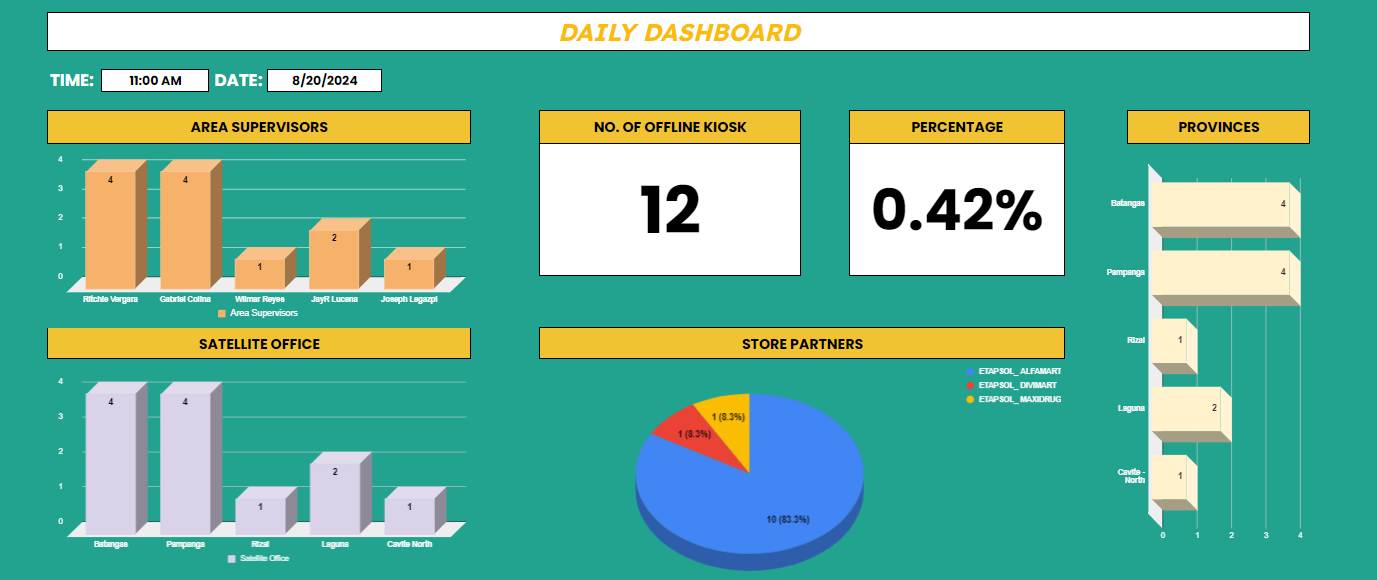 DAILY DASHBOARD
TIME: 11:00 AM DATE: 8/20/2024
AREA SUPERVISORS
4
3
2
1
0
4
4
1
2
1
Ritchie Vergara Gabriel Colina Wilmar Reyes JayR Lucena Joseph Legazpi
Area Supervisors
NO. OF OFFLINE KIOSK
12
PERCENTAGE
0.42%
PROVINCES
Batangas
4
Pampanga
4
Rizal
1
Laguna
2
Cavite -
North
1
0 1 2 3 4
SATELLITE OFFICE
4
3
2
1
0
4
4
1
2
1
Batangas Pampanga Rizal Laguna Cavite North
Satellite Office
STORE PARTNERS
ETAPSOL_ ALFAMART
ETAPSOL_ DIVIMART
ETAPSOL_ MAXIDRUG
1 (8.3%)
1 (8.3%)
10 (83.3%)